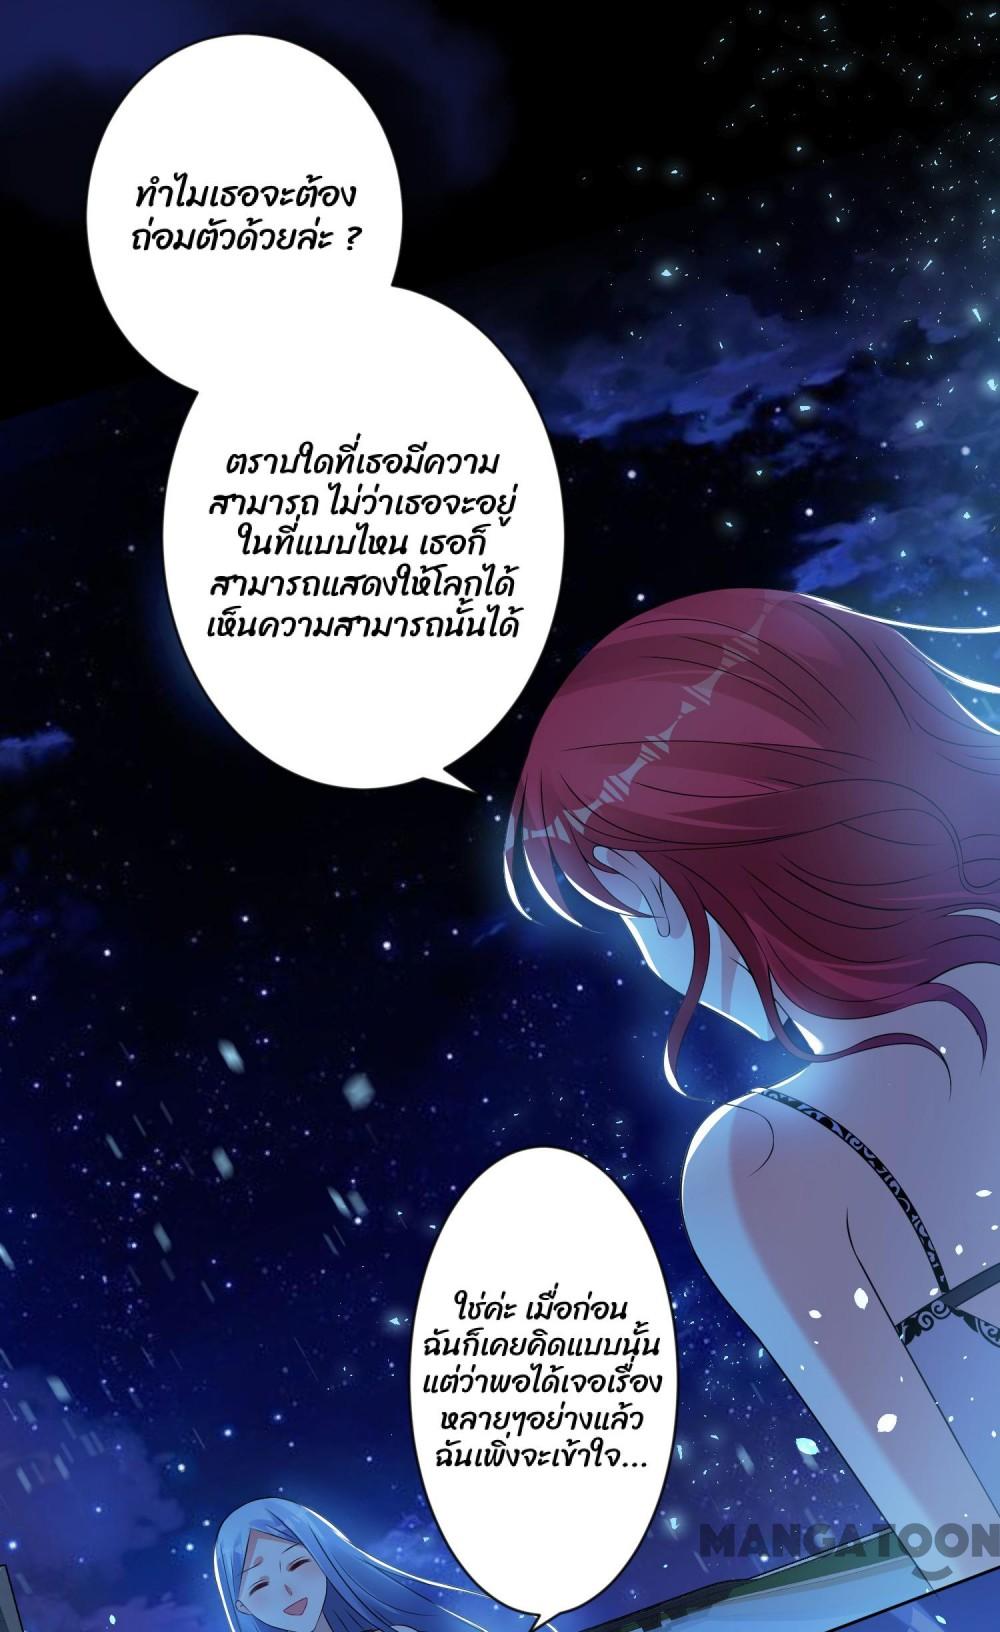 ทำไมเธอจะต้อง
ถ่อมตัวด้วยล่ะ ?
ตราบใดที่เธอมีความ
สามารถ ไม่ว่าเธอจะอยู่
ในที่แบบไหน เธอก็
สามารถแสดงให้โลกได้
เห็นความสามารถนั้นได้
ใช่ค่ะ เมื่อก่อน
ฉันก็เคยคิดแบบนั้น
แต่ว่าพอได้เจอเรื่อง
หลายๆอย่างแล้ว
ฉันเพิ่งจะเข้าใจ...
MANGATOON